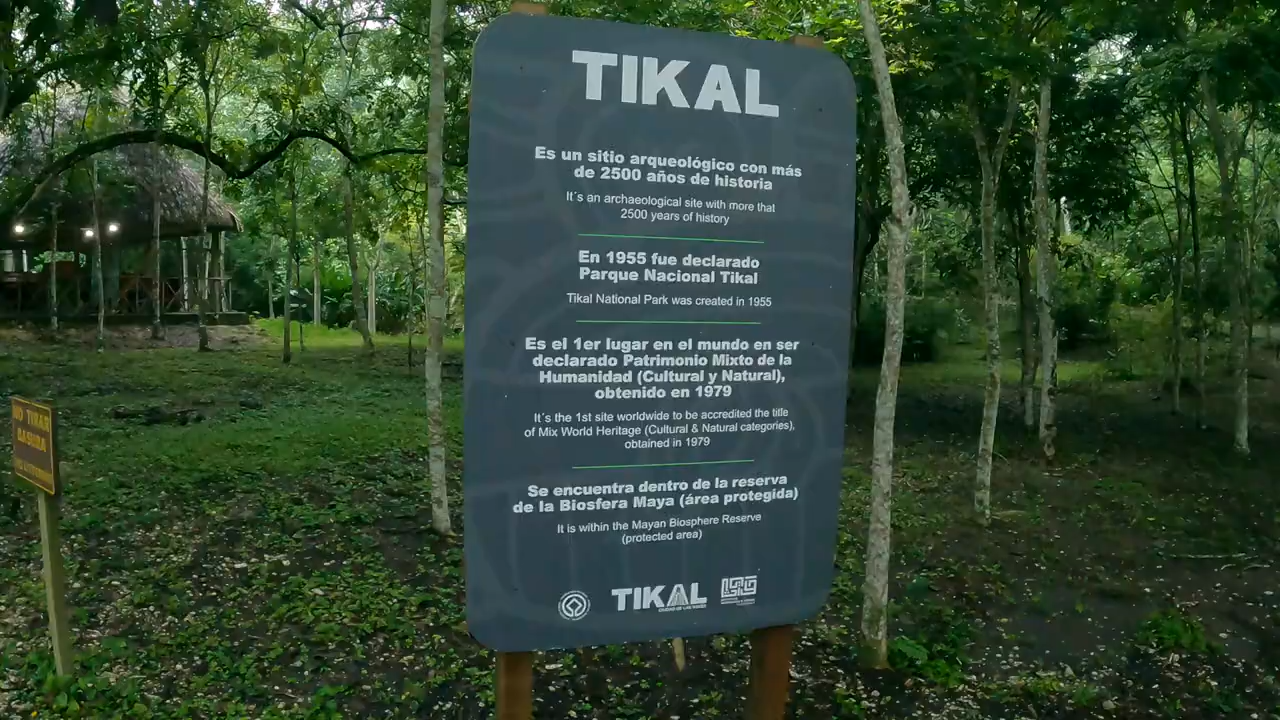 TIKAL
Es un sitio arqueológico con más
de 2500 años de historia
It´s an archaeological site with more that
2500 years of history
En 1955 fue declarado
Parque Nacional Tikal
Tikal National Park was created in 1955
Es el 1er lugar en el mundo en ser
declarado Patrimonio Mixto de la
Humanidad (Cultural y Natural),
obtenido en 1979
It´s the 1st site worldwide to be accredited the title
of Mix World Heritage (Cultural & Natural categories),
obtained in 1979
Se encuentra dentro de la reserva
de la Biosfera Maya (área protegida)
It is within the Mayan Biosphere Reserve
(protected area)
TIKAL
NO TIRAR
BASURA